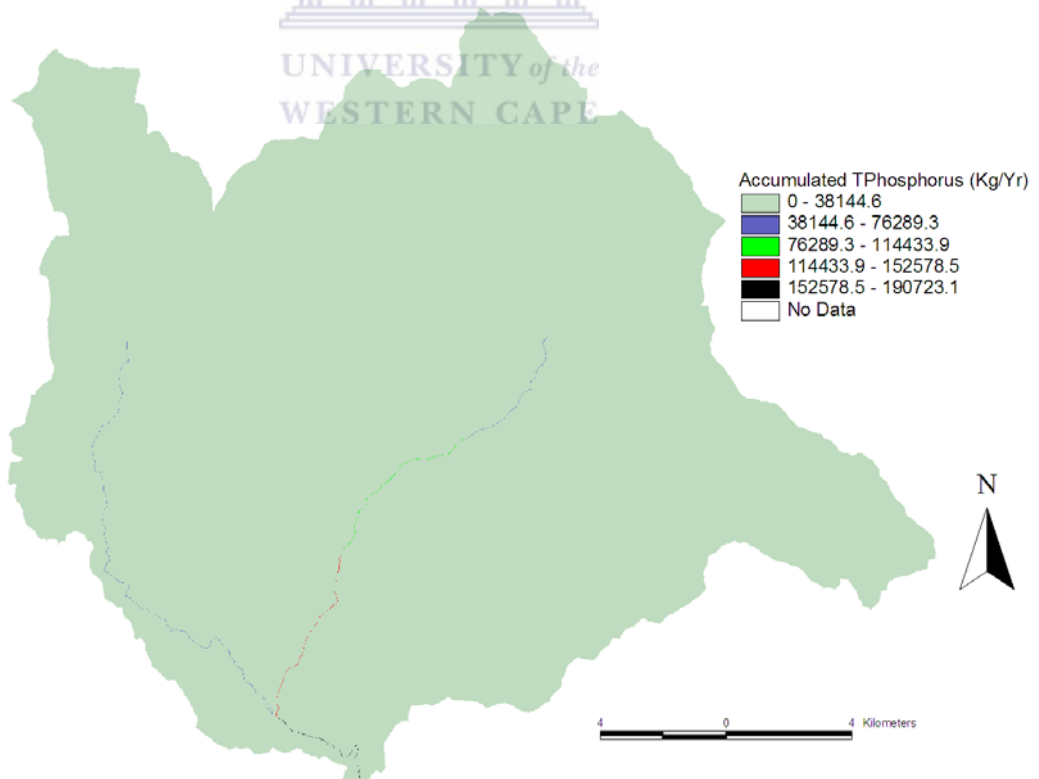 UNIVERSITY of the
WESTERN CAPE
Accumulated TPhosphorus (Kg/Yr)
0 - 38144.6
38144.6 - 76289.3
76289.3 - 114433.9
114433.9 - 152578.5
152578.5 - 190723.1
No Data
N
4 0 4 Kilometers